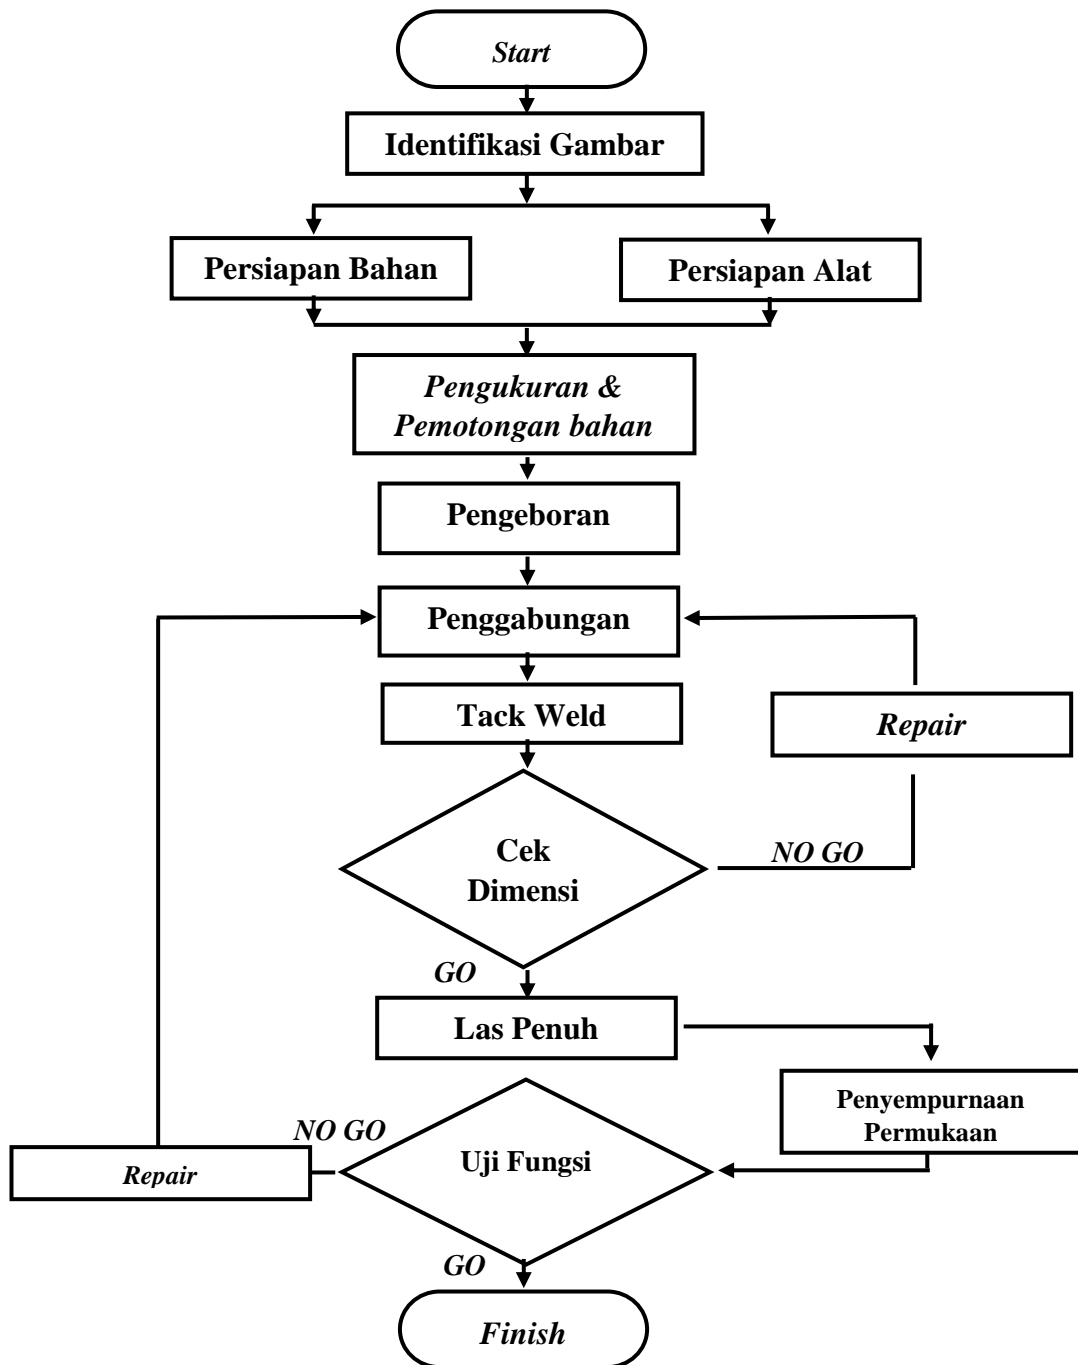 Start
Identifikasi Gambar
Persiapan Bahan
Persiapan Alat
Pengukuran &
Pemotongan bahan
Pengeboran
Penggabungan
Tack Weld
Repair
Cek
Dimensi
NO GO
GO
Las Penuh
Penyempurnaan
Permukaan
NO GO
Uji Fungsi
Repair
GO
Finish